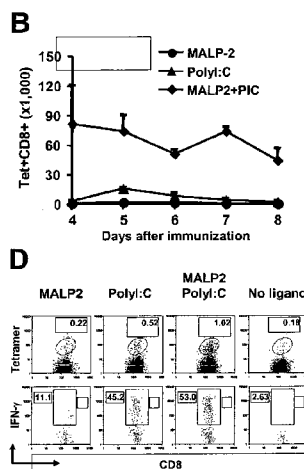 B
MALP-2
PolyI:C
MALP2+PIC
Tet+CD8+ (x1,000)
150
120
90
60
30
0
4 5 6 7 8
Days after immunization
D
MALP2 PolyI:C MALP2 PolyI:C No ligand
Tetramer
0.22 0.52 1.02 0.18
IFN-γ
11.1 45.2 53.0 2.63
CD8